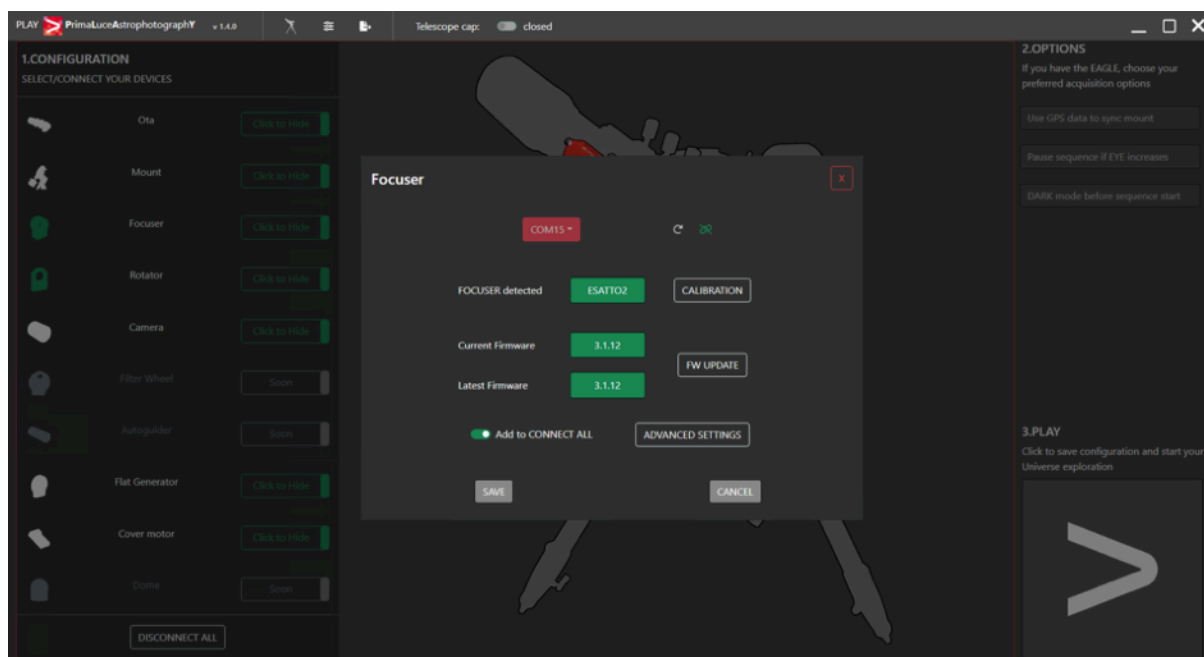 PLAY PrimaLuceAstrophotographY v 1.4.0 Telescope cap: closed
1.CONFIGURATION
SELECT/CONNECT YOUR DEVICES
Ota Click to Hide
Mount Click to Hide
Focuser Click to Hide
Rotator Click to Hide
Camera Click to Hide
Filter Wheel Soon
Autoguider Soon
Flat Generator Click to Hide
Cover motor Click to Hide
Dome Soon
DISCONNECT ALL
Focuser X
COM15
FOCUSER detected ESATTO2 CALIBRATION
Current Firmware 3.1.12
FW UPDATE
Latest Firmware 3.1.12
Add to CONNECT ALL ADVANCED SETTINGS
SAVE CANCEL
2.OPTIONS
If you have the EAGLE, choose your
preferred acquisition options
Use GPS data to sync mount
Pause sequence if EYE increases
DARK mode before sequence start
3.PLAY
Click to save configuration and start your
Universe exploration